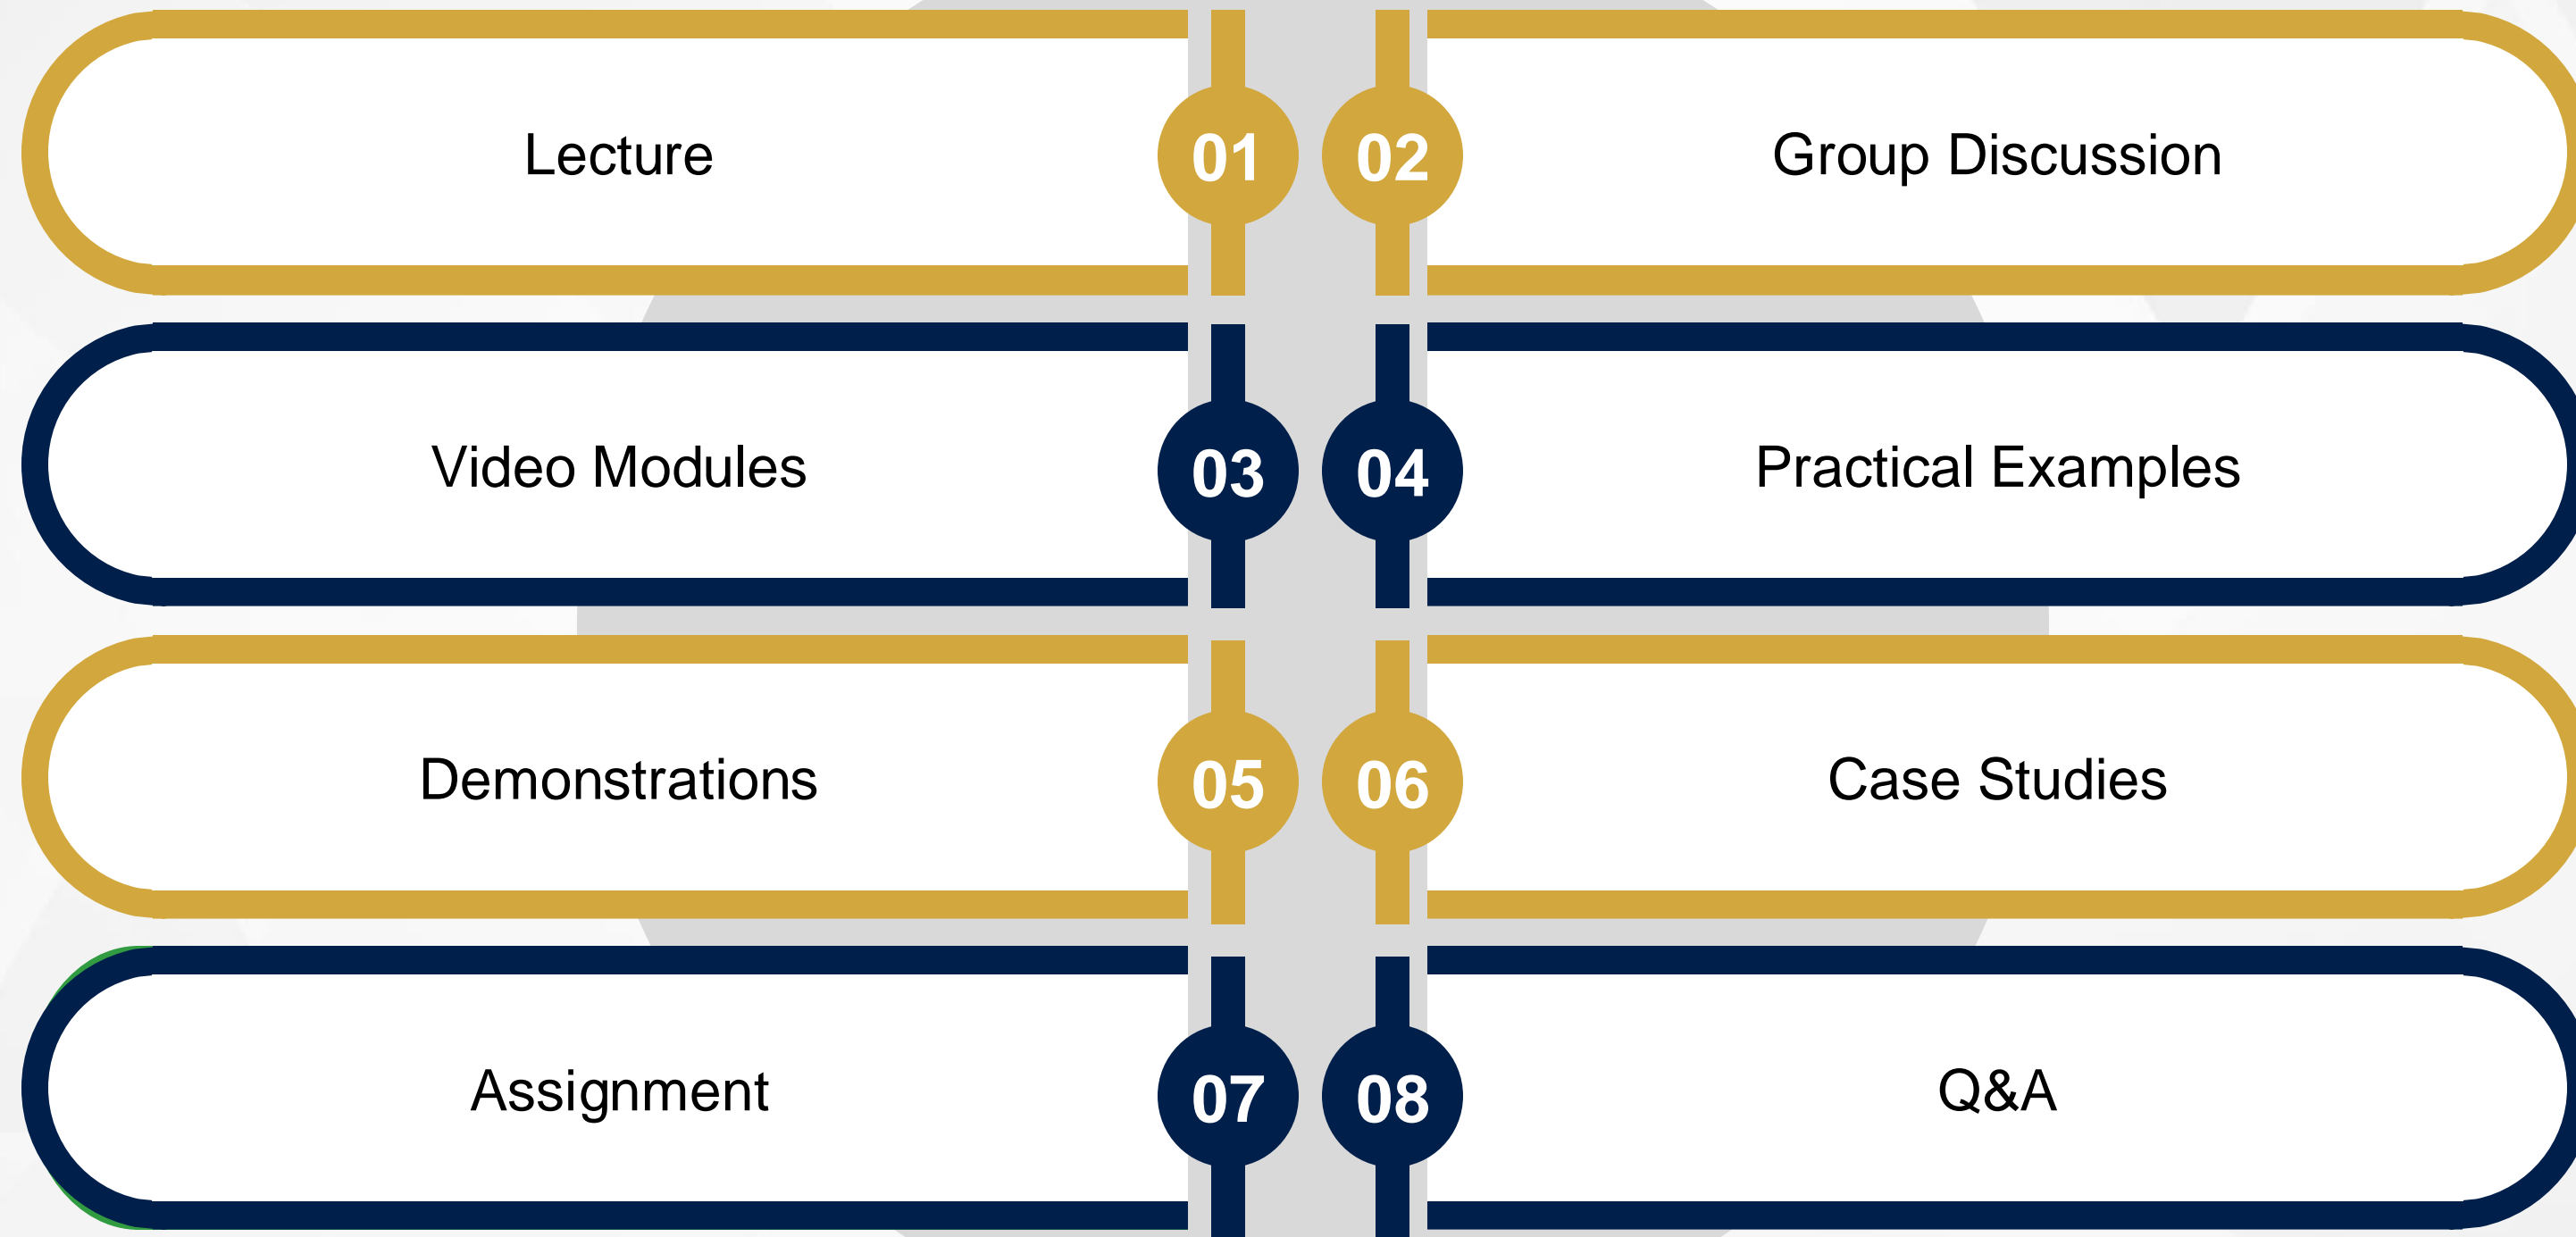 Lecture
01
02
Group Discussion
Video Modules
03
04
Practical Examples
Demonstrations
05
06
Case Studies
Assignment
07
08
Q&A